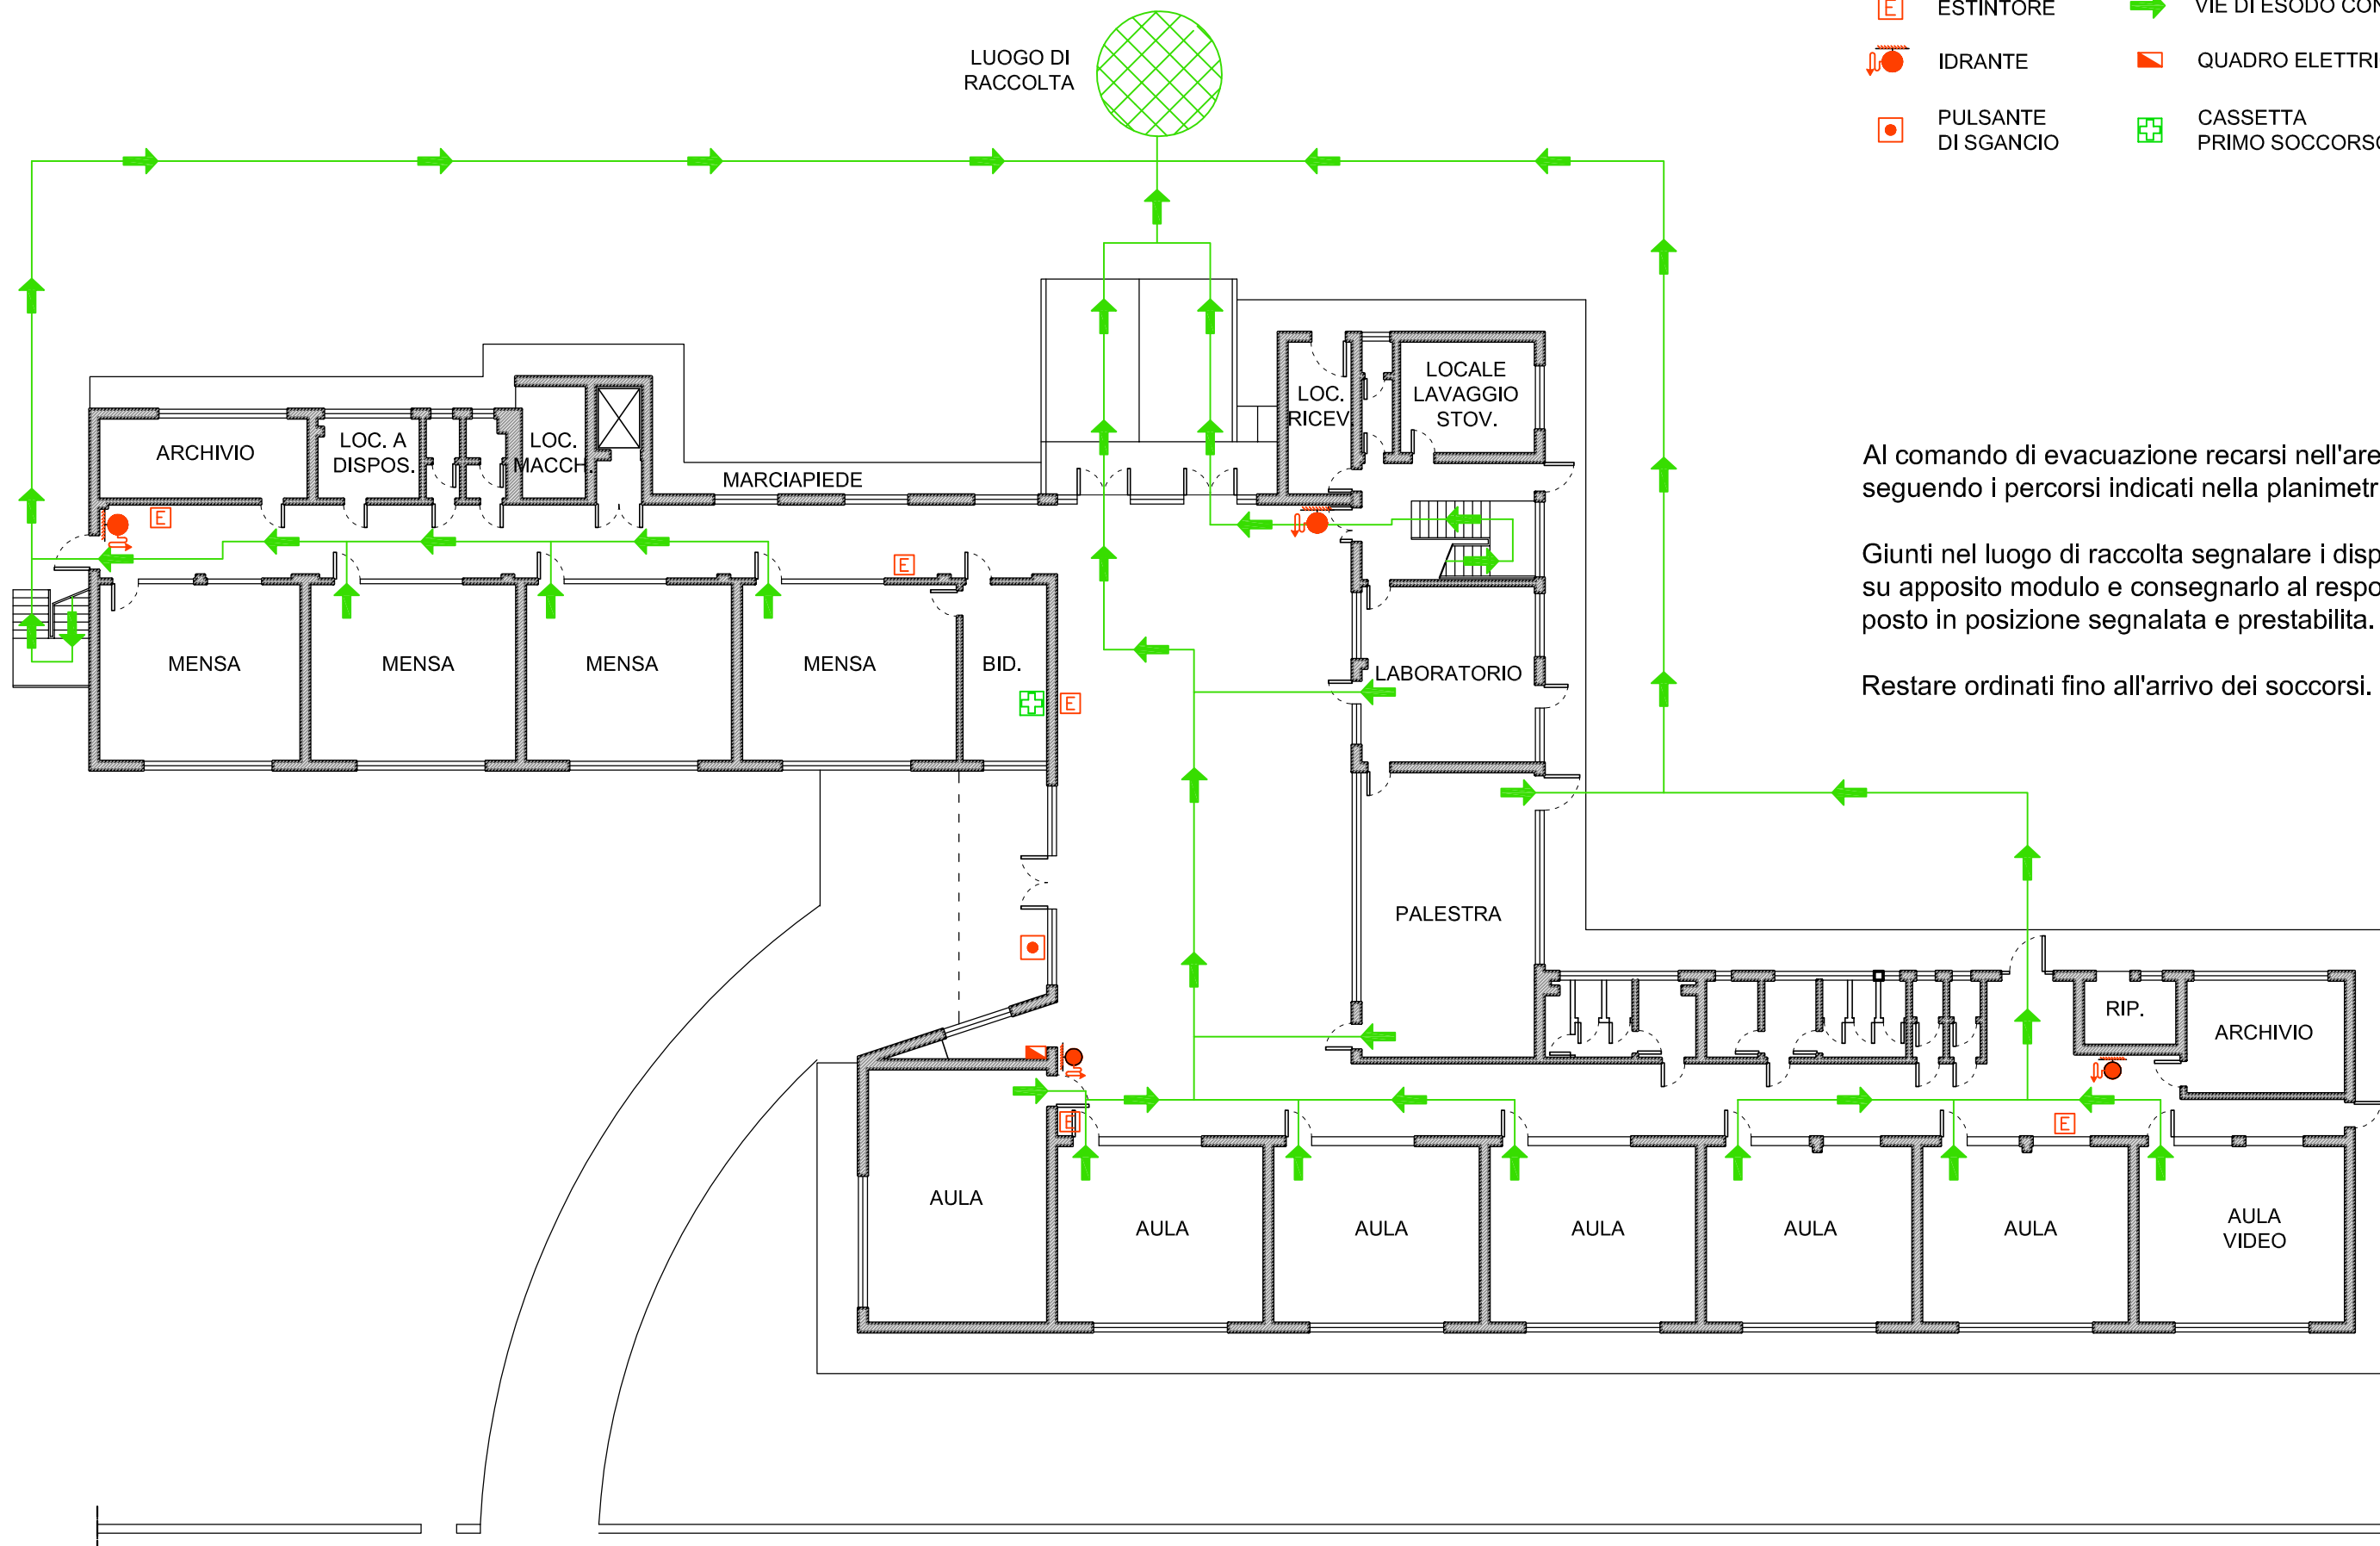 E ESTINTORE
VIE DI ESODO CON
IDRANTE
QUADRO ELETTRI
PULSANTE
DI SGANCIO
CASSETTA
PRIMO SOCCORSO
LUOGO DI
RACCOLTA
ARCHIVIO
LOC. A
DISPOS.
LOC.
MACCH.
MARCIAPIEDE
LOC.
RICEV.
LOCALE
LAVAGGIO
STOV.
E
E
MENSA
MENSA
MENSA
MENSA
BID.
E
LABORATORIO
PALESTRA
Al comando di evacuazione recarsi nell'are
seguendo i percorsi indicati nella planimetr
Giunti nel luogo di raccolta segnalare i disp
su apposito modulo e consegnarlo al respo
posto in posizione segnalata e prestabilita.
Restare ordinati fino all'arrivo dei soccorsi.
RIP.
ARCHIVIO
E
E
AULA
AULA
AULA
AULA
AULA
AULA
AULA
VIDEO